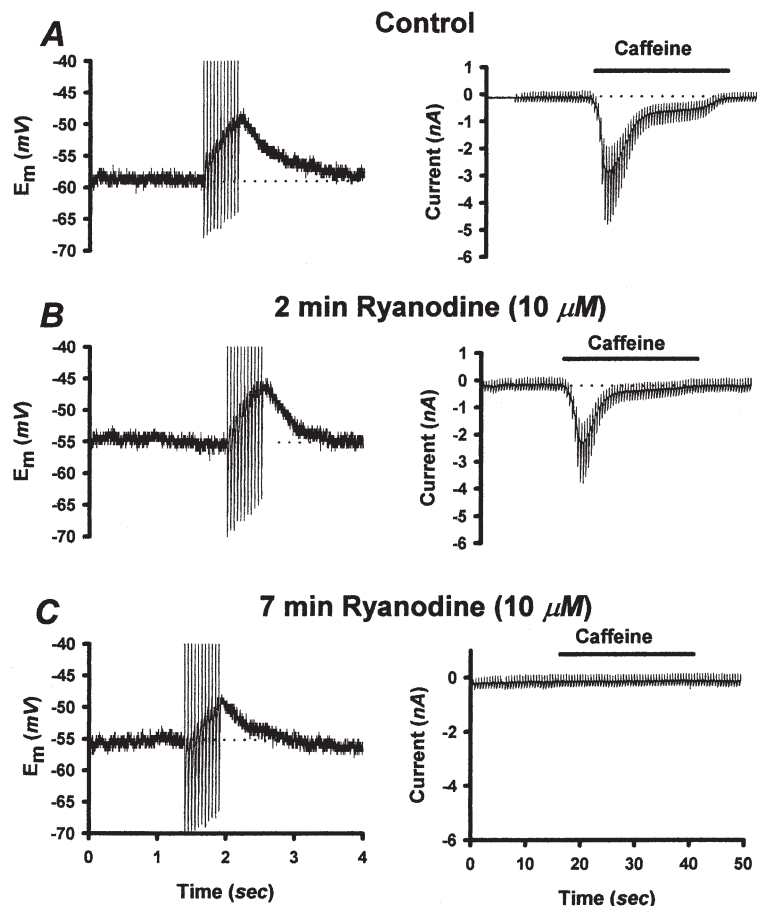 A
Control
Caffeine
-40
-45
-50
-55
-60
-65
-70
Em (mV)
1
0
-1
-2
-3
-4
-5
-6
Current (nA)
B
2 min Ryanodine (10 µM)
Caffeine
-40
-45
-50
-55
-60
-65
-70
Em (mV)
1
0
-1
-2
-3
-4
-5
-6
Current (nA)
C
7 min Ryanodine (10 µM)
Caffeine
-40
-45
-50
-55
-60
-65
-70
Em (mV)
0 1 2 3 4
Time (sec)
0
-2
-4
-6
Current (nA)
0 10 20 30 40 50
Time (sec)